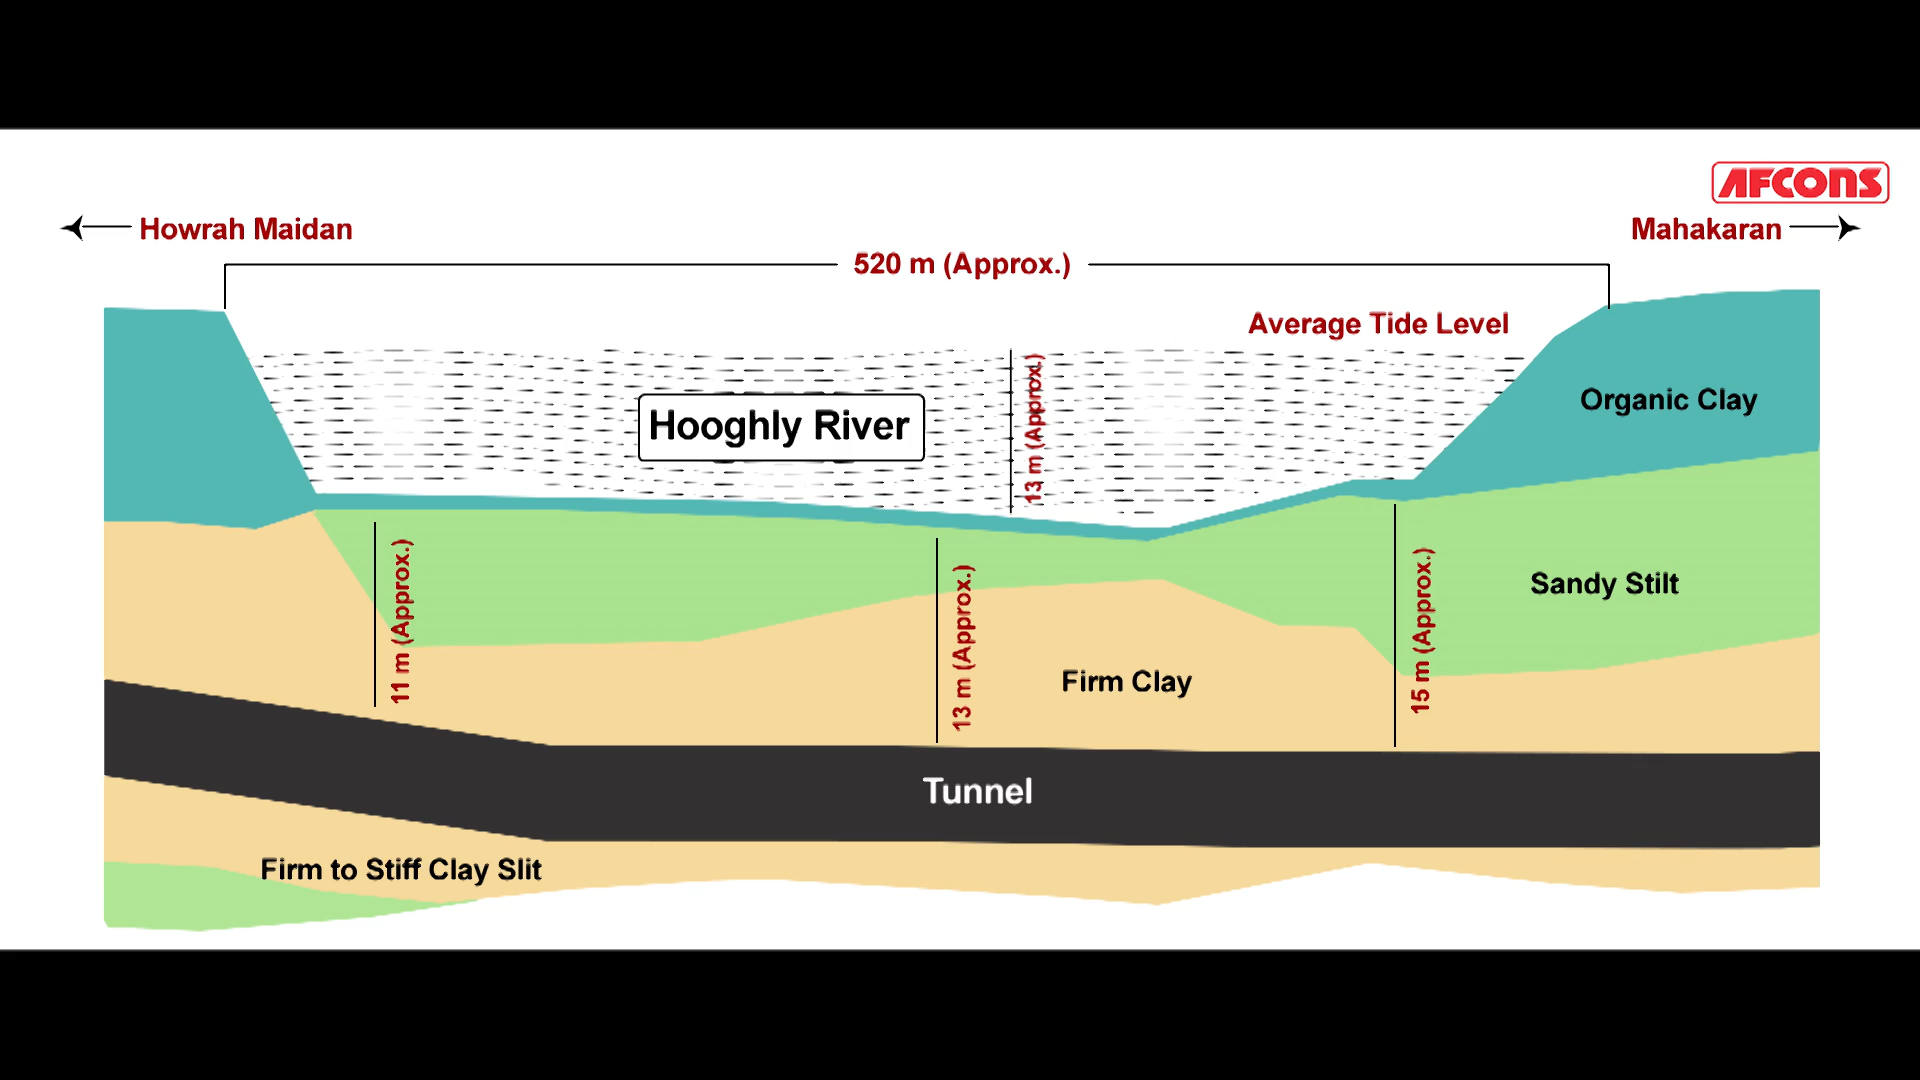 AFCONS
Howrah Maidan
Mahakaran
520 m (Approx.)
Average Tide Level
13 m (Approx.)
Hooghly River
Organic Clay
11 m (Approx.)
13 m (Approx.)
15 m (Approx.)
Sandy Stilt
Firm Clay
Tunnel
Firm to Stiff Clay Slit